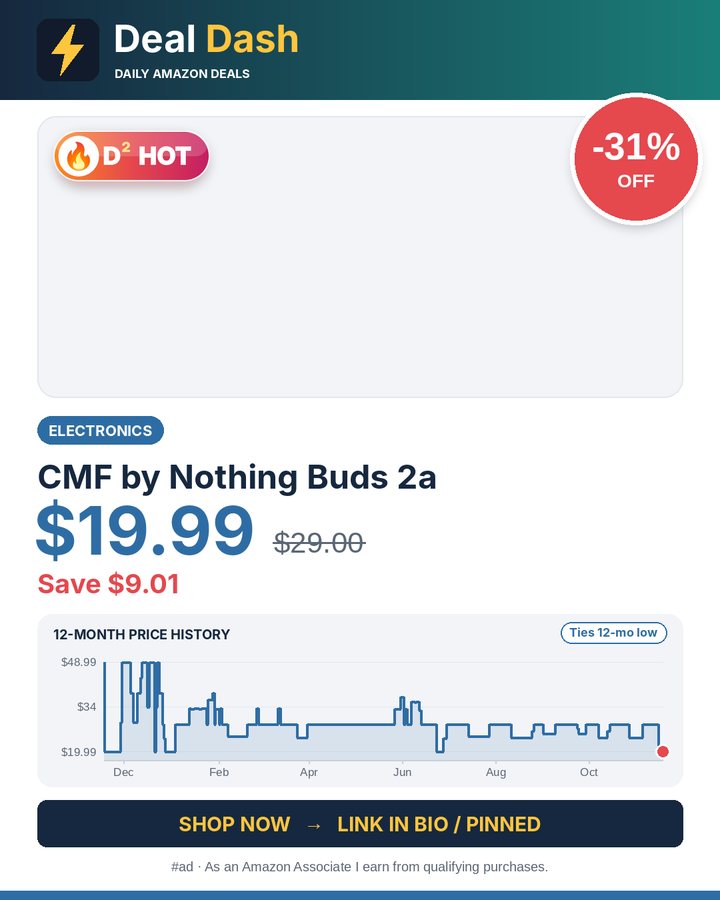 Deal Dash
DAILY AMAZON DEALS
-31%
OFF
D² HOT
ELECTRONICS
CMF by Nothing Buds 2a
$19.99 $29.00
Save $9.01
12-MONTH PRICE HISTORY
Ties 12-mo low
$48.99
$34
$19.99
Dec Feb Apr Jun Aug Oct
SHOP NOW → LINK IN BIO / PINNED
#ad · As an Amazon Associate I earn from qualifying purchases.